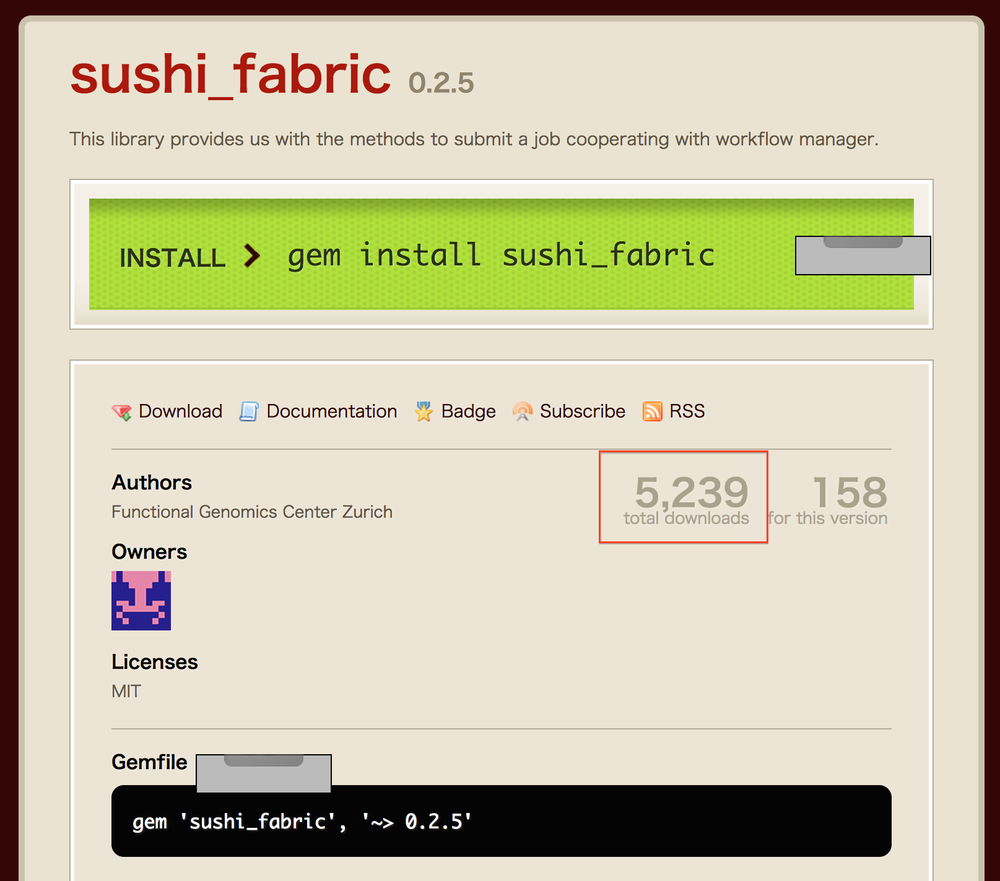 sushi_fabric 0.2.5
This library provides us with the methods to submit a job cooperating with workflow manager.
INSTALL gem install sushi_fabric
Download Documentation Badge Subscribe RSS
Authors
Functional Genomics Center Zurich
5,239 158
total downloads for this version
Owners
Licenses
MIT
Gemfile
gem 'sushi_fabric', '~> 0.2.5'